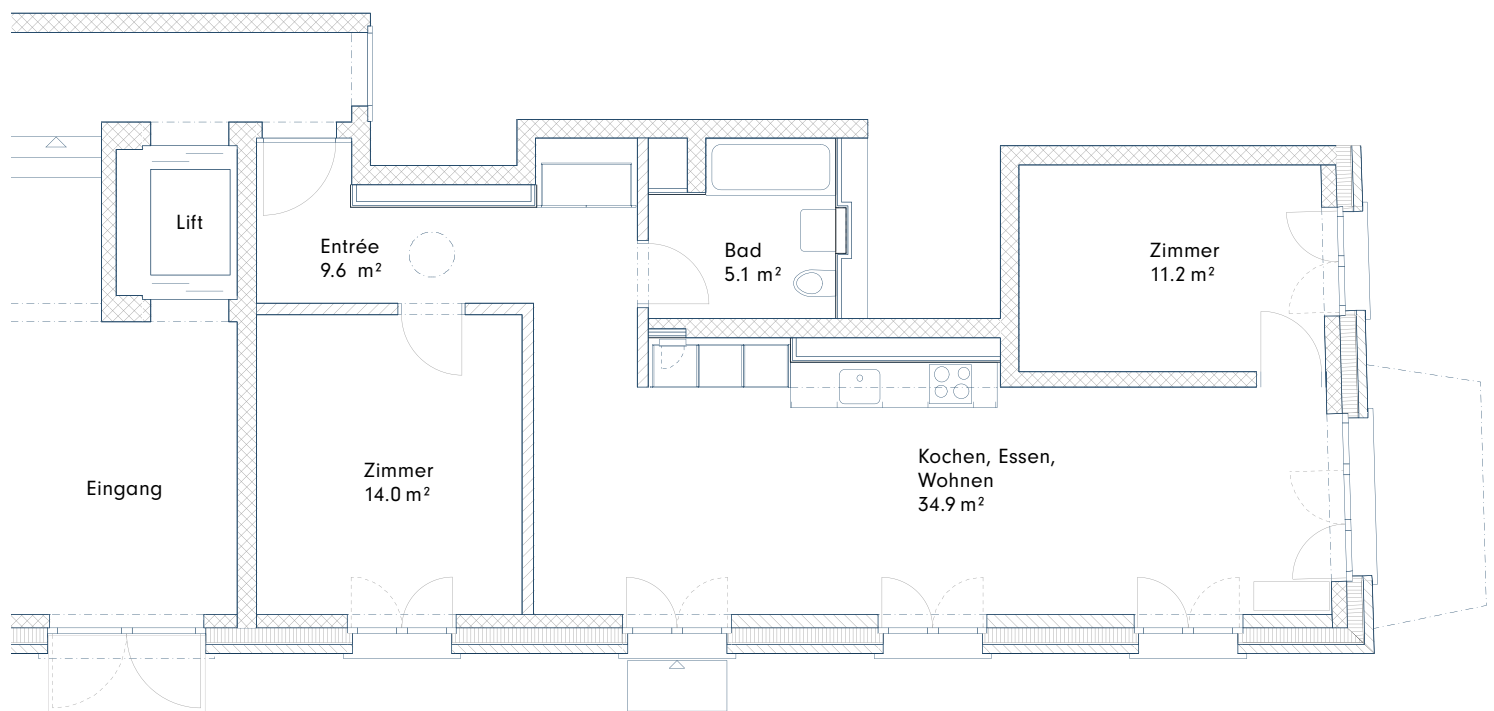 Lift
Entrée
9.6 m²
Bad
5.1 m²
Zimmer
11.2 m²
Eingang
Zimmer
14.0 m²
Kochen, Essen,
Wohnen
34.9 m²